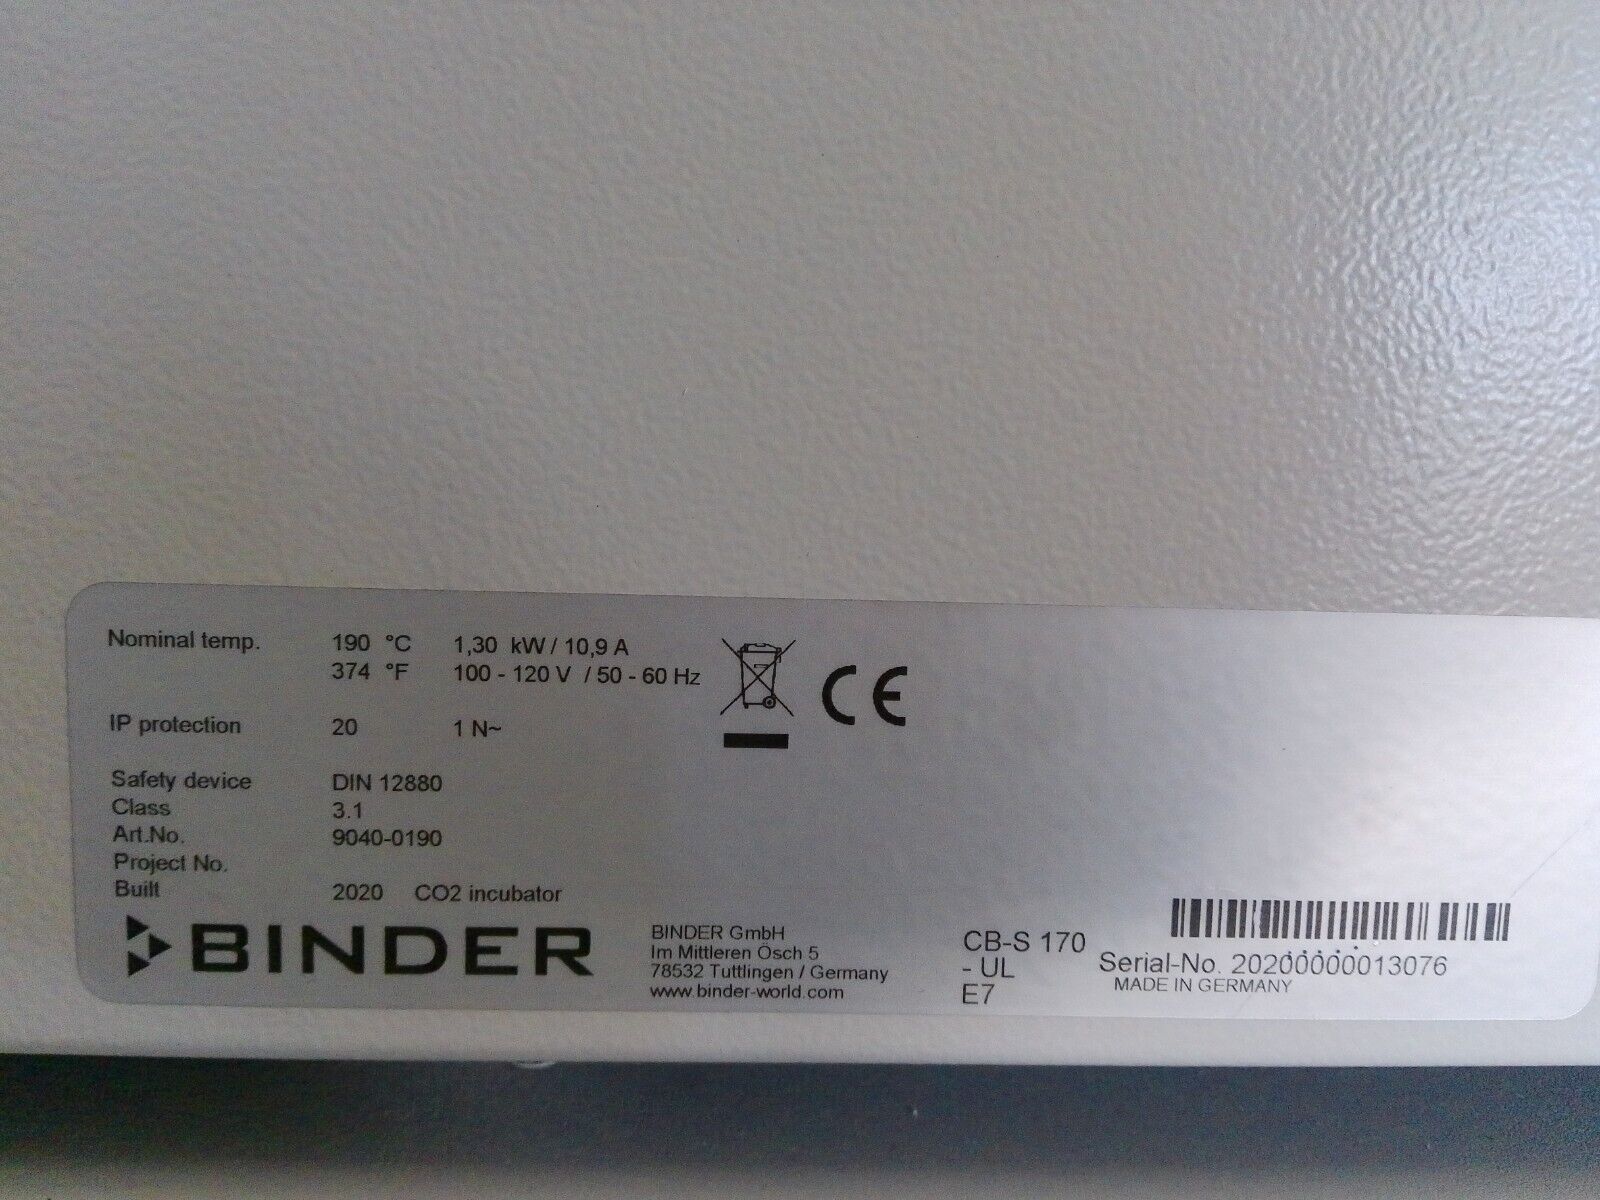 Nominal temp. 190 °C 1,30 kW / 10,9 A
374 °F 100 - 120 V / 50 - 60 Hz
IP protection 20 1 N~
Safety device DIN 12880
Class 3.1
Art.No. 9040-0190
Project No.
Built 2020 CO2 incubator
CE
BINDER
BINDER GmbH
Im Mittleren Ösch 5
78532 Tuttlingen / Germany
www.binder-world.com
CB-S 170
- UL
E7
Serial-No. 20200000013076
MADE IN GERMANY